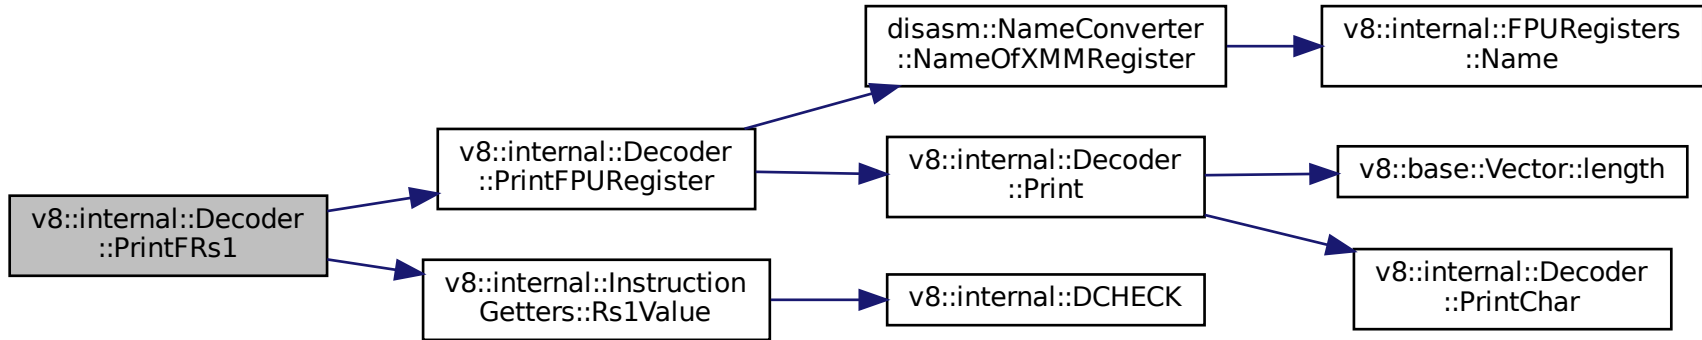 v8::internal::Decoder
::PrintFRs1
v8::internal::Decoder
::PrintFPURegister
v8::internal::Instruction
Getters::Rs1Value
disasm::NameConverter
::NameOfXMMRegister
v8::internal::Decoder
::Print
v8::internal::DCHECK
v8::internal::FPURegisters
::Name
v8::base::Vector::length
v8::internal::Decoder
::PrintChar